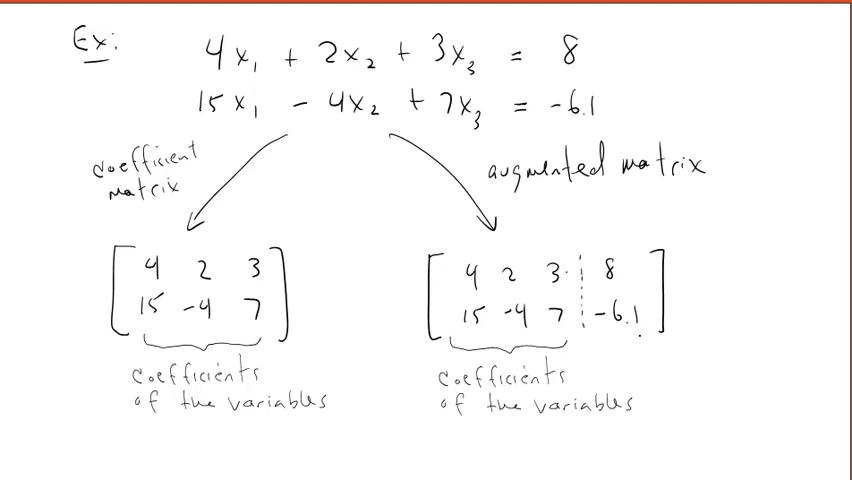 Ex:
4x₁ + 2x₂ + 3x₃ = 8
15x₁ - 4x₂ + 7x₃ = -6.1
coefficient
matrix
augmented matrix
4 2 3
15 -4 7
4 2 3 8
15 -4 7 -6.1
coefficients
of the variables
coefficients
of the variables